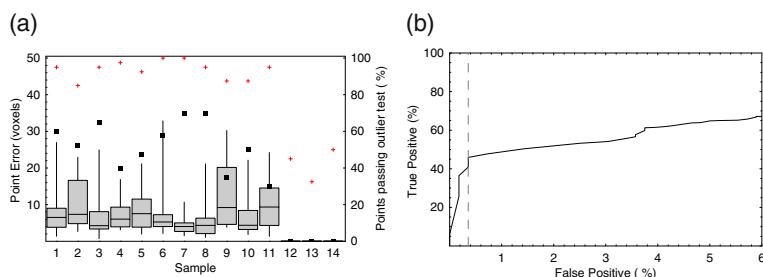 (a)
50
40
30
20
10
Point Error (voxels)
100
80
60
40
20
0
Points passing outlier test ( %)
1 2 3 4 5 6 7 8 9 10 11 12 13 14
Sample
(b)
100
80
60
40
20
True Positive (%)
1 2 3 4 5 6
False Positive ( %)